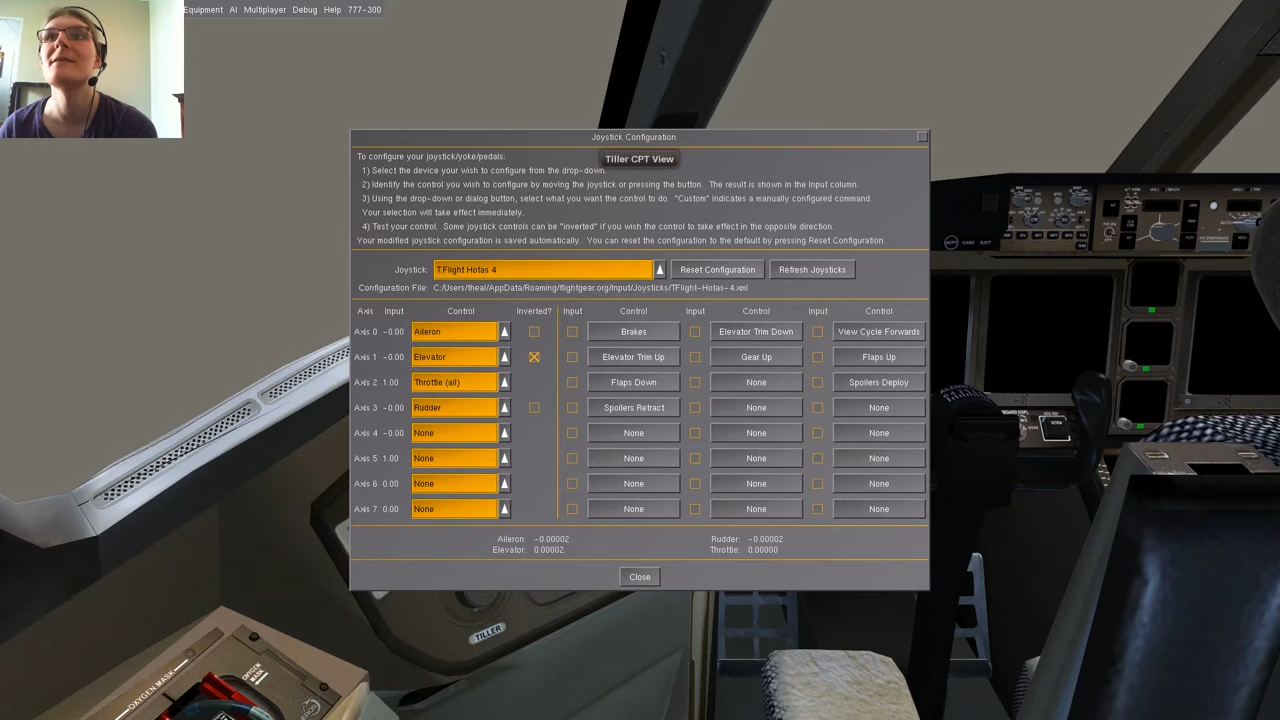 Equipment AI Multiplayer Debug Help 777-300
Joystick Configuration
To configure your joystick/yoke/pedals:
Tiller CPT View
1) Select the device your wish to configure from the drop-down.
2) Identify the control you wish to configure by moving the joystick or pressing the button. The result is shown in the Input column.
3) Using the drop-down or dialog button, select what you want the control to do. "Custom" indicates a manually configured command.
Your selection will take effect immediately.
4) Test your control. Some joystick controls can be "inverted" if you wish the control to take effect in the opposite direction.
Your modified joystick configuration is saved automatically. You can reset the configuration to the default by pressing Reset Configuration.
Joystick: T.Flight Hotas 4 Reset Configuration Refresh Joysticks
Configuration File: C:/Users/theal/AppData/Roaming/flightgear.org/Input/Joysticks/TFlight-Hotas-4.xml
Axis Input Control Inverted? Input Control Input Control Input Control
Axis 0 -0.00 Aileron Brakes Elevator Trim Down View Cycle Forwards
Axis 1 -0.00 Elevator Elevator Trim Up Gear Up Flaps Up
Axis 2 1.00 Throttle (all) Flaps Down None Spoilers Deploy
Axis 3 -0.00 Rudder Spoilers Retract None None
Axis 4 -0.00 None None None None
Axis 5 1.00 None None None None
Axis 6 0.00 None None None None
Axis 7 0.00 None None None None
Aileron: -0.00002 Rudder: -0.00002
Elevator: 0.00002 Throttle: 0.00000
Close
TILLER
OXYGEN MASK
OXYGEN MASK
NORM